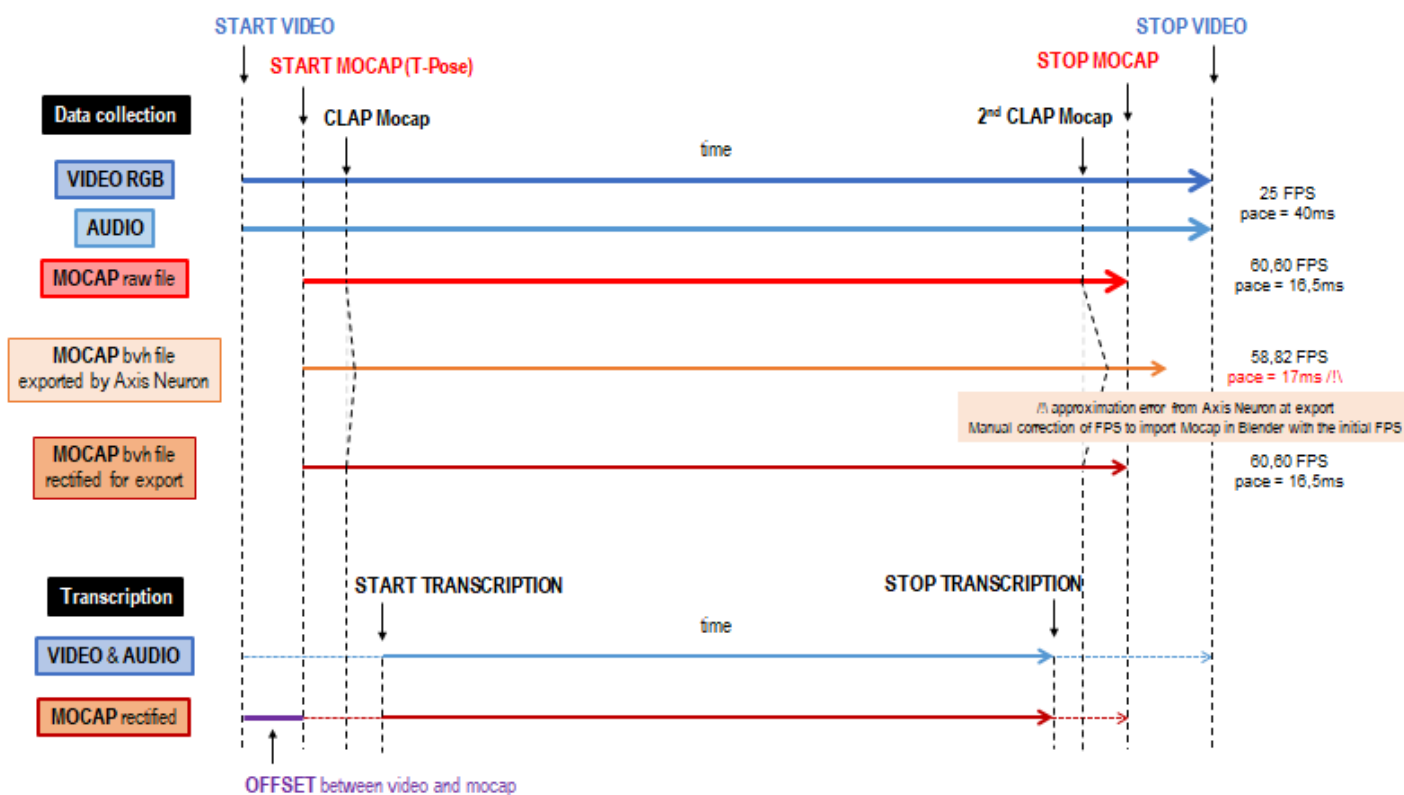 START VIDEO
STOP VIDEO
START MOCAP (T-Pose)
STOP MOCAP
Data collection
CLAP Mocap
2nd CLAP Mocap
time
VIDEO RGB
25 FPS
pace = 40ms
AUDIO
MOCAP raw file
60,60 FPS
pace = 16,5ms
MOCAP bvh file
exported by Axis Neuron
58,82 FPS
pace = 17ms /!\
/!\ approximation error from Axis Neuron at export
Manual correction of FPS to import Mocap in Blender with the initial FPS
MOCAP bvh file
rectified for export
60,60 FPS
pace = 16,5ms
Transcription
START TRANSCRIPTION
STOP TRANSCRIPTION
time
VIDEO & AUDIO
MOCAP rectified
OFFSET between video and mocap